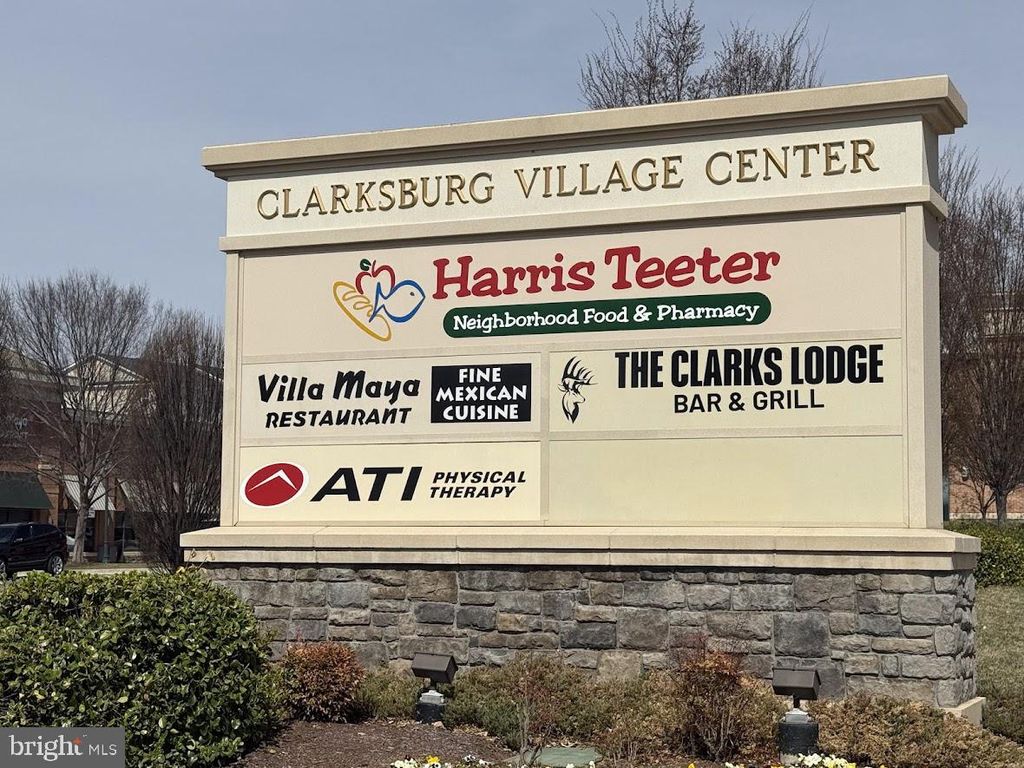 CLARKSBURG VILLAGE CENTER
Harris Teeter
Neighborhood Food & Pharmacy
Villa Maya
RESTAURANT
FINE
MEXICAN
CUISINE
THE CLARKS LODGE
BAR & GRILL
ATI PHYSICAL
THERAPY
bright MLS